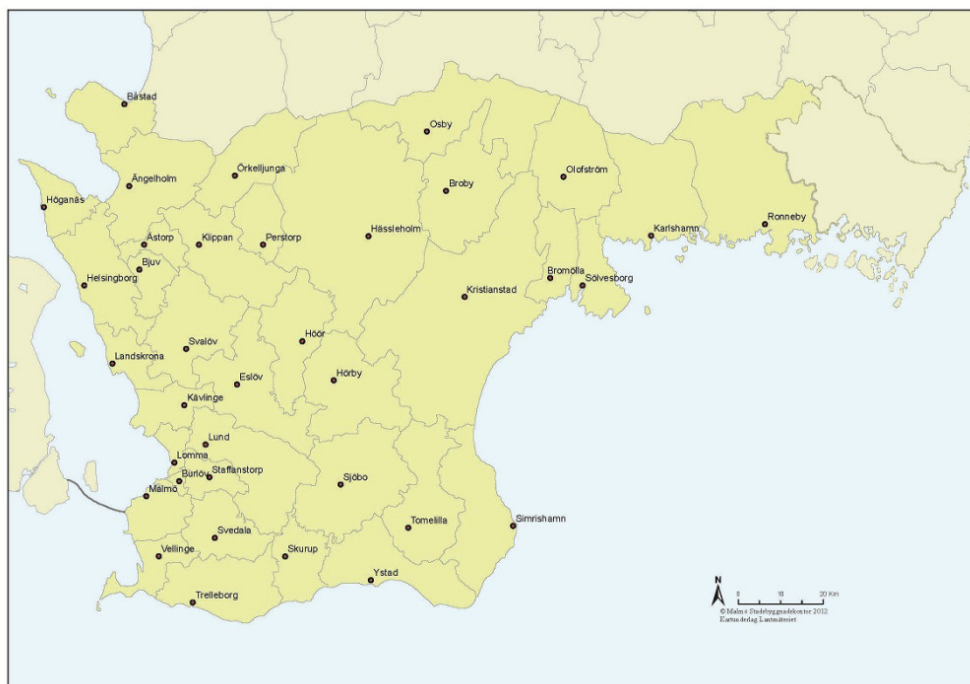 Båstad
Osby
Örkelljunga
Olofström
Ängelholm
Broby
Höganäs
Ronneby
Hässleholm
Karlshamn
Åstorp
Klippan
Perstorp
Bjuv
Helsingborg
Bromölla
Sölvesborg
Kristianstad
Höör
Svalöv
Landskrona
Hörby
Eslöv
Kävlinge
Lund
Lomma
Staffanstorp
Burlöv
Sjöbo
Malmö
Simrishamn
Tomelilla
Svedala
Vellinge
Skurup
Ystad
Trelleborg
N
0 10 20 Km
© Malmö Stadsbyggnadskontor 2012
Kartunderlag Lantmäteriet